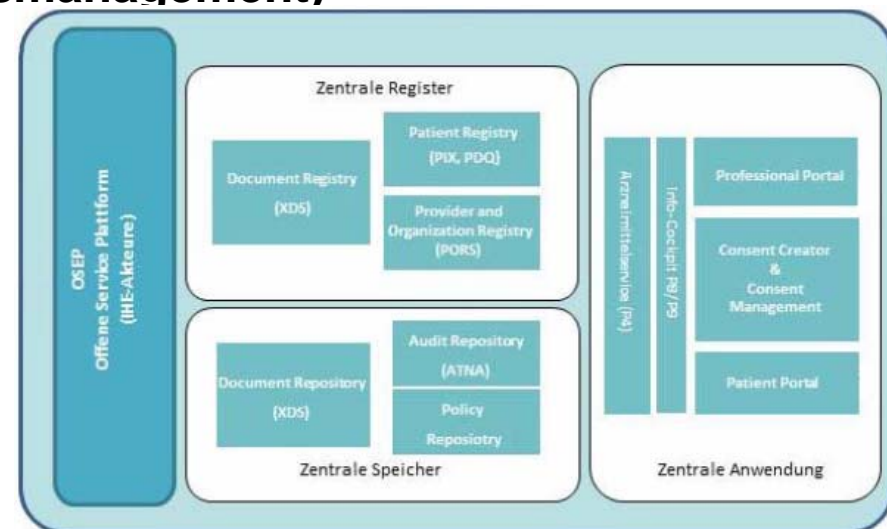 OSEP
Offene Service Plattform
(IHE-Akteure)
Zentrale Register
Document Registry
(XDS)
Patient Registry
(PIX, PDQ)
Provider and
Organization Registry
(PORS)
Document Repository
(XDS)
Audit Repository
(ATNA)
Policy
Reposiotry
Zentrale Speicher
Arzneimittelservice (P4)
Info-Cockpit P8/P9
Professional Portal
Consent Creator
&
Consent
Management
Patient Portal
Zentrale Anwendung